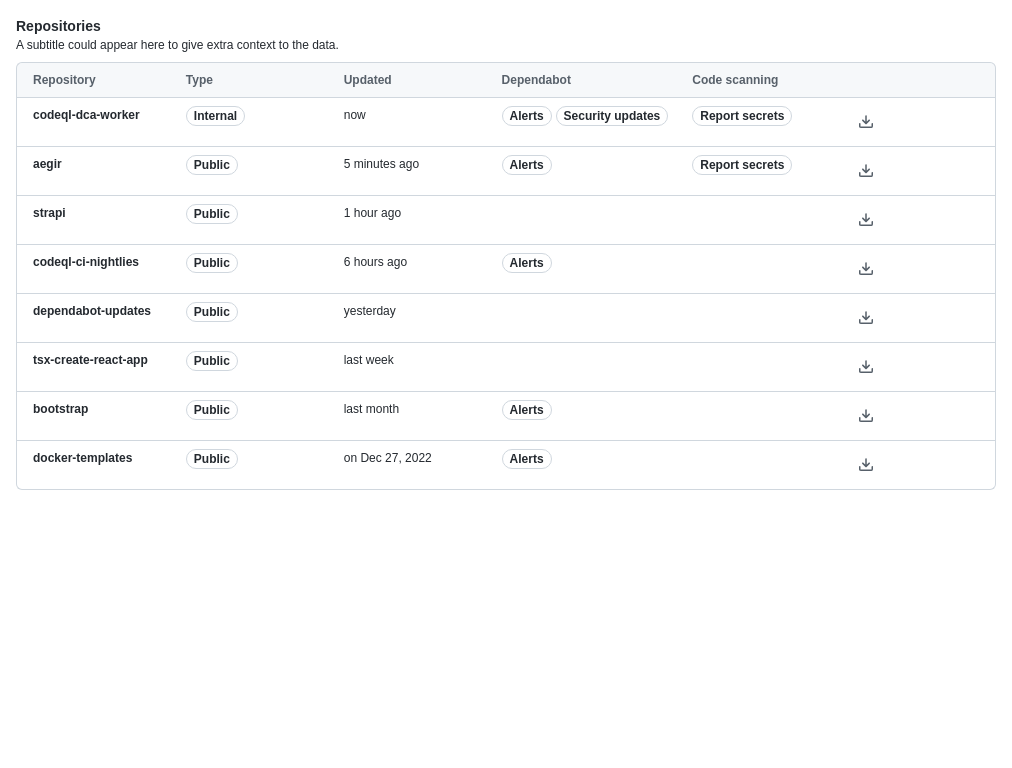 Repositories
A subtitle could appear here to give extra context to the data.
Repository Type Updated Dependabot Code scanning
codeql-dca-worker Internal now Alerts Security updates Report secrets
aegir Public 5 minutes ago Alerts Report secrets
strapi Public 1 hour ago
codeql-ci-nightlies Public 6 hours ago Alerts
dependabot-updates Public yesterday
tsx-create-react-app Public last week
bootstrap Public last month Alerts
docker-templates Public on Dec 27, 2022 Alerts